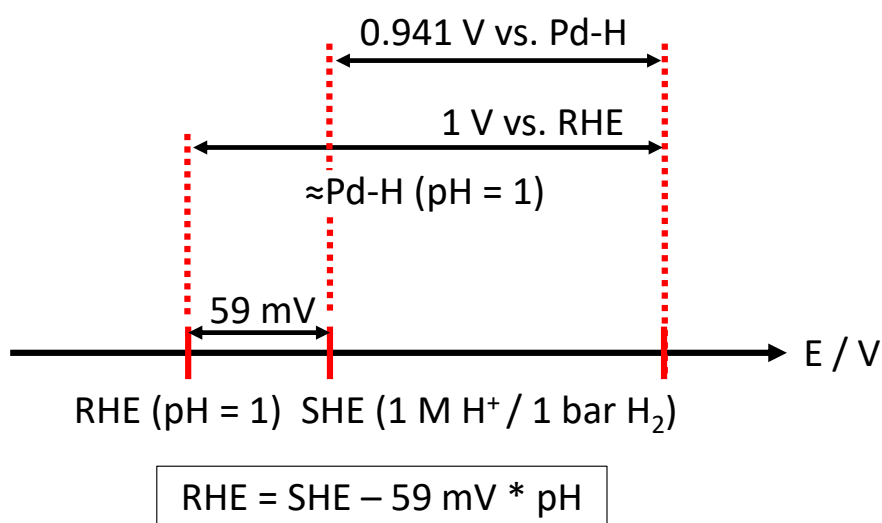 0.941 V vs. Pd-H
1 V vs. RHE
≈Pd-H (pH = 1)
59 mV
E / V
RHE (pH = 1) SHE (1 M H⁺ / 1 bar H₂)
RHE = SHE – 59 mV * pH